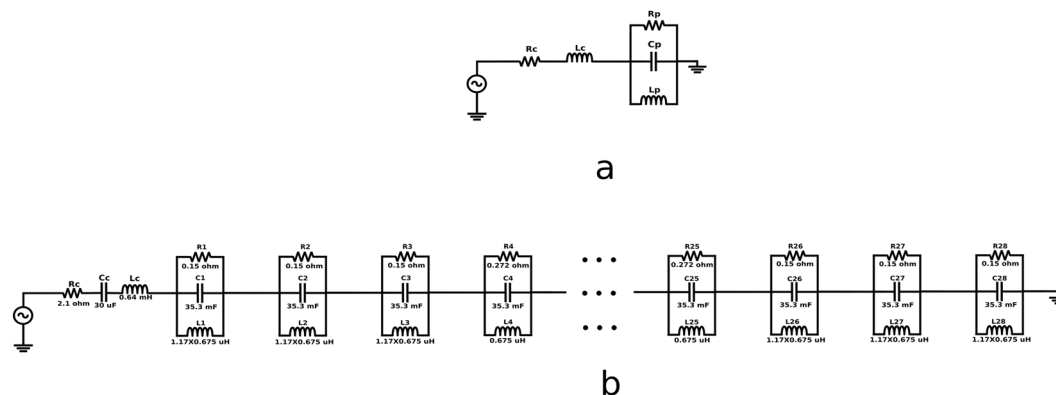 Rp
Rc Lc Cp
Lp
a
R1 R2 R3 R4 R25 R26 R27 R28
0.15 ohm 0.15 ohm 0.15 ohm 0.272 ohm 0.272 ohm 0.15 ohm 0.15 ohm 0.15 ohm
Rc Cc Lc C1 C2 C3 C4 C25 C26 C27 C28
2.1 ohm 30 uF 0.64 mH 35.3 mF 35.3 mF 35.3 mF 35.3 mF 35.3 mF 35.3 mF 35.3 mF 35.3 mF
L1 L2 L3 L4 L25 L26 L27 L28
1.17X0.675 uH 1.17X0.675 uH 1.17X0.675 uH 0.675 uH 0.675 uH 1.17X0.675 uH 1.17X0.675 uH 1.17X0.675 uH
b